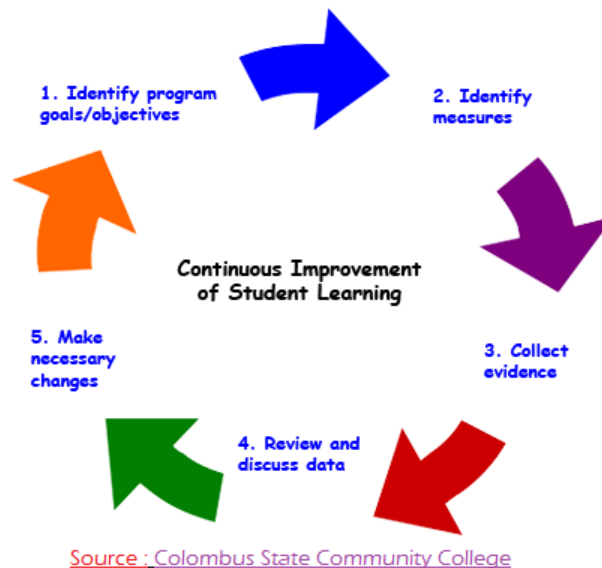 1. Identify program
goals/objectives
2. Identify
measures
Continuous Improvement
of Student Learning
3. Collect
evidence
4. Review and
discuss data
5. Make
necessary
changes
Source : Colombus State Community College